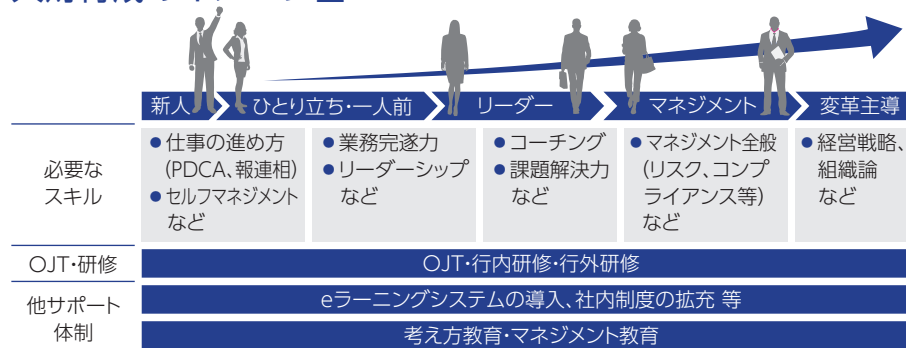 新人
ひとり立ち・一人前
リーダー
マネジメント
変革主導
必要な
スキル
●仕事の進め方
(PDCA、報連相)
●セルフマネジメント
など
●業務完遂力
●リーダーシップ
など
●コーチング
●課題解決力
など
●マネジメント全般
(リスク、コンプ
ライアンス等)
など
●経営戦略、
組織論
など
OJT・研修
OJT・行内研修・行外研修
他サポート
体制
eラーニングシステムの導入、社内制度の拡充 等
考え方教育・マネジメント教育